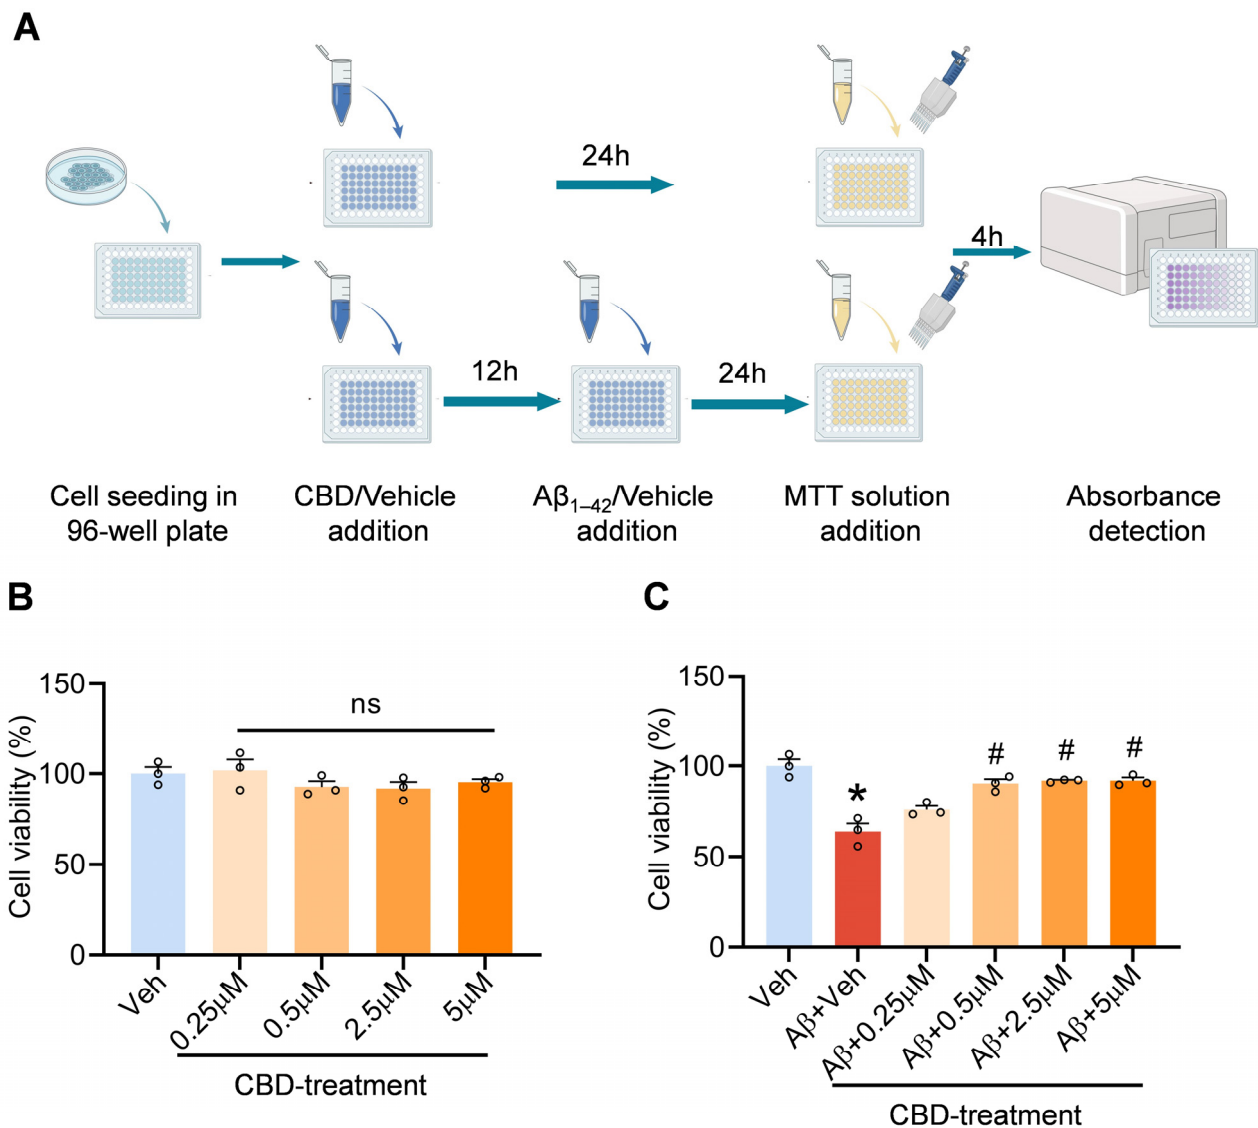 A
24h
4h
12h
24h
Cell seeding in
96-well plate
CBD/Vehicle
addition
Aβ1–42/Vehicle
addition
MTT solution
addition
Absorbance
detection
B
Cell viability (%)
150
100
50
0
ns
Veh
0.25μM
0.5μM
2.5μM
5μM
CBD-treatment
C
Cell viability (%)
150
100
50
0
*
#
#
#
Veh
Aβ+Veh
Aβ+0.25μM
Aβ+0.5μM
Aβ+2.5μM
Aβ+5μM
CBD-treatment